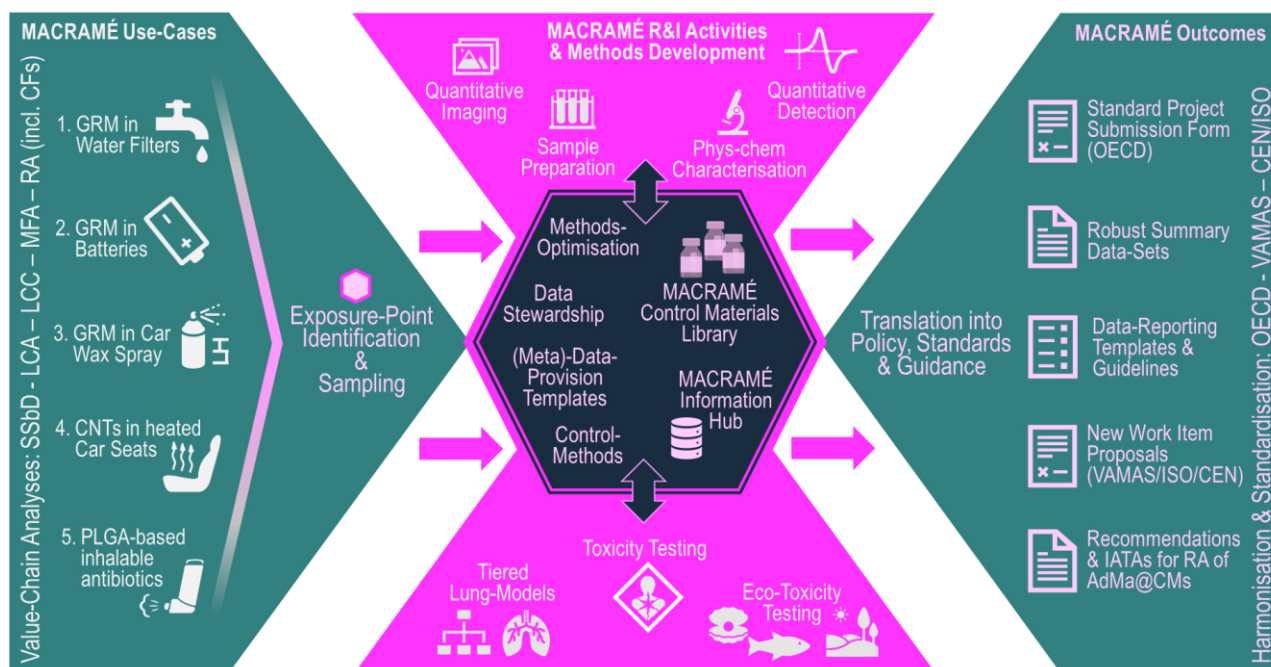 MACRAMÉ Use-Cases
Value-Chain Analyses: SSbD - LCA – LCC – MFA – RA (incl. CFs)
1. GRM in
Water Filters
2. GRM in
Batteries
3. GRM in Car
Wax Spray
4. CNTs in heated
Car Seats
5. PLGA-based
inhalable
antibiotics
Exposure-Point
Identification
&
Sampling
MACRAMÉ R&I Activities
& Methods Development
Quantitative
Imaging
Sample
Preparation
Phys-chem
Characterisation
Quantitative
Detection
Methods-
Optimisation
Data
Stewardship
(Meta)-Data-
Provision
Templates
Control-
Methods
MACRAMÉ
Control Materials
Library
MACRAMÉ
Information
Hub
Toxicity Testing
Tiered
Lung-Models
Eco-Toxicity
Testing
Translation into
Policy, Standards
& Guidance
MACRAMÉ Outcomes
Standard Project
Submission Form
(OECD)
Robust Summary
Data-Sets
Data-Reporting
Templates &
Guidelines
New Work Item
Proposals
(VAMAS/ISO/CEN)
Recommendations
& IATAs for RA of
AdMa@CMs
Harmonisation & Standardisation: OECD - VAMAS – CEN/ISO